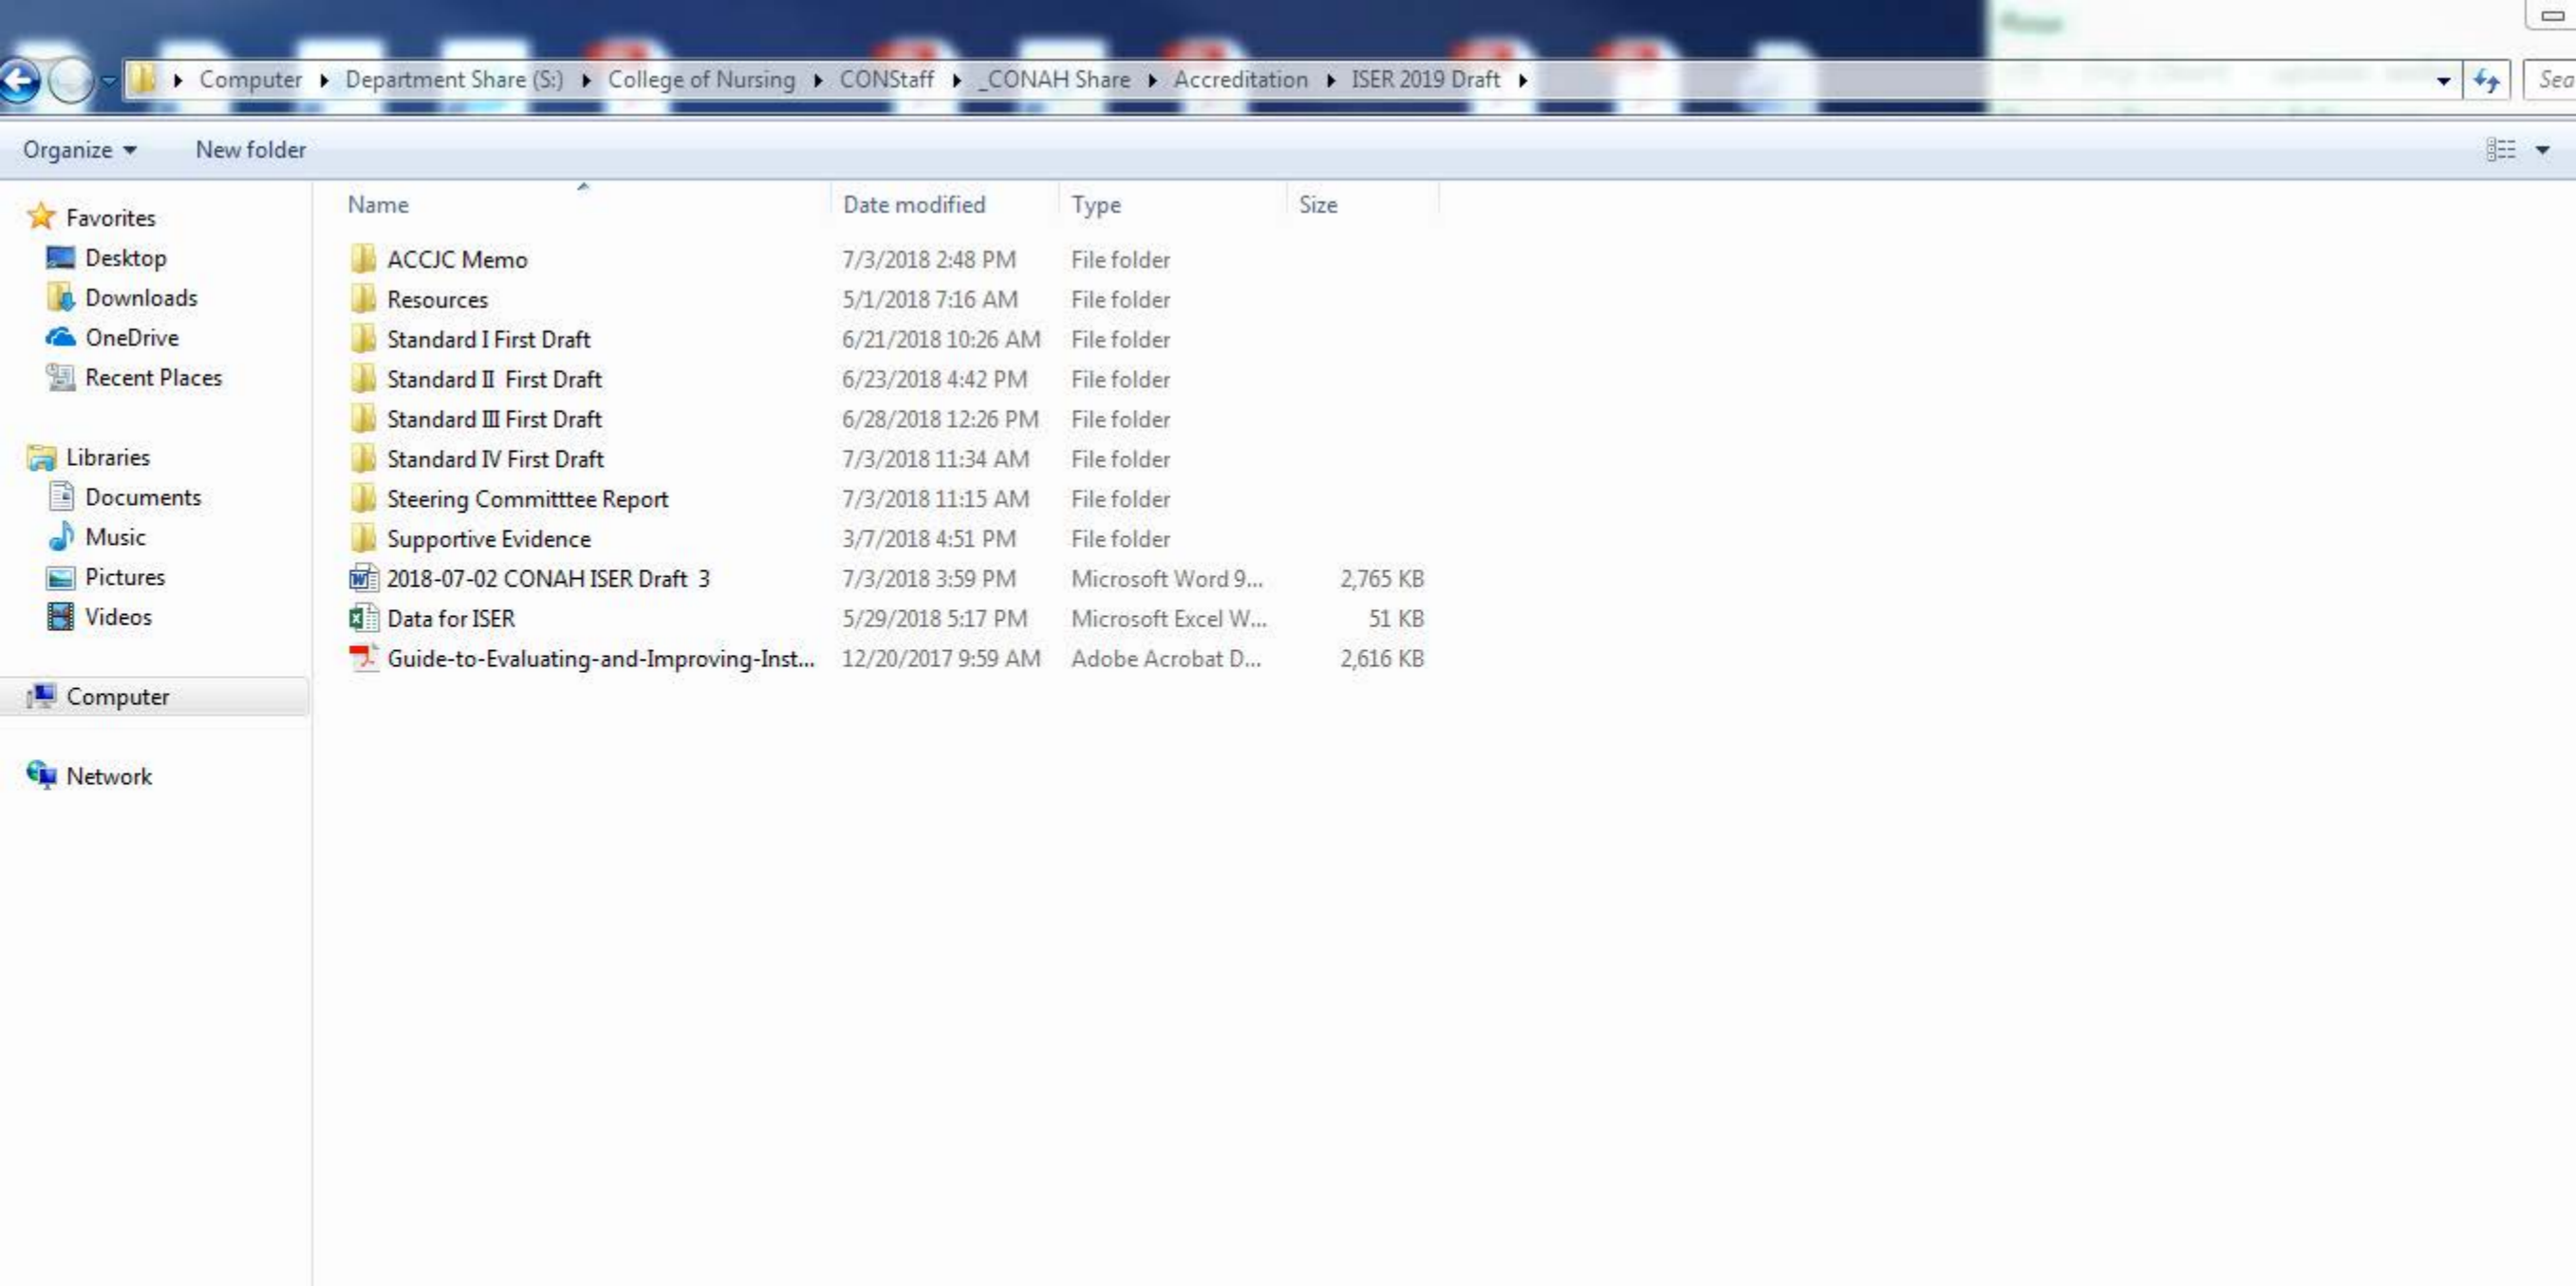 Computer Department Share (S:) College of Nursing CONStaff _CONAH Share Accreditation ISER 2019 Draft
Organize New folder
Favorites
Desktop
Downloads
OneDrive
Recent Places
Libraries
Documents
Music
Pictures
Videos
Computer
Network
Name Date modified Type Size
ACCJC Memo 7/3/2018 2:48 PM File folder
Resources 5/1/2018 7:16 AM File folder
Standard I First Draft 6/21/2018 10:26 AM File folder
Standard II  First Draft 6/23/2018 4:42 PM File folder
Standard III First Draft 6/28/2018 12:26 PM File folder
Standard IV First Draft 7/3/2018 11:34 AM File folder
Steering Committtee Report 7/3/2018 11:15 AM File folder
Supportive Evidence 3/7/2018 4:51 PM File folder
2018-07-02 CONAH ISER Draft  3 7/3/2018 3:59 PM Microsoft Word 9... 2,765 KB
Data for ISER 5/29/2018 5:17 PM Microsoft Excel W... 51 KB
Guide-to-Evaluating-and-Improving-Inst... 12/20/2017 9:59 AM Adobe Acrobat D... 2,616 KB